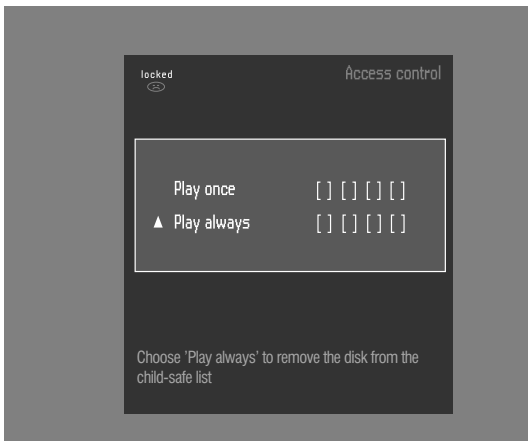 locked
Access control
Play once [ ] [ ] [ ] [ ]
▲ Play always [ ] [ ] [ ] [ ]
Choose 'Play always' to remove the disk from the
child-safe list